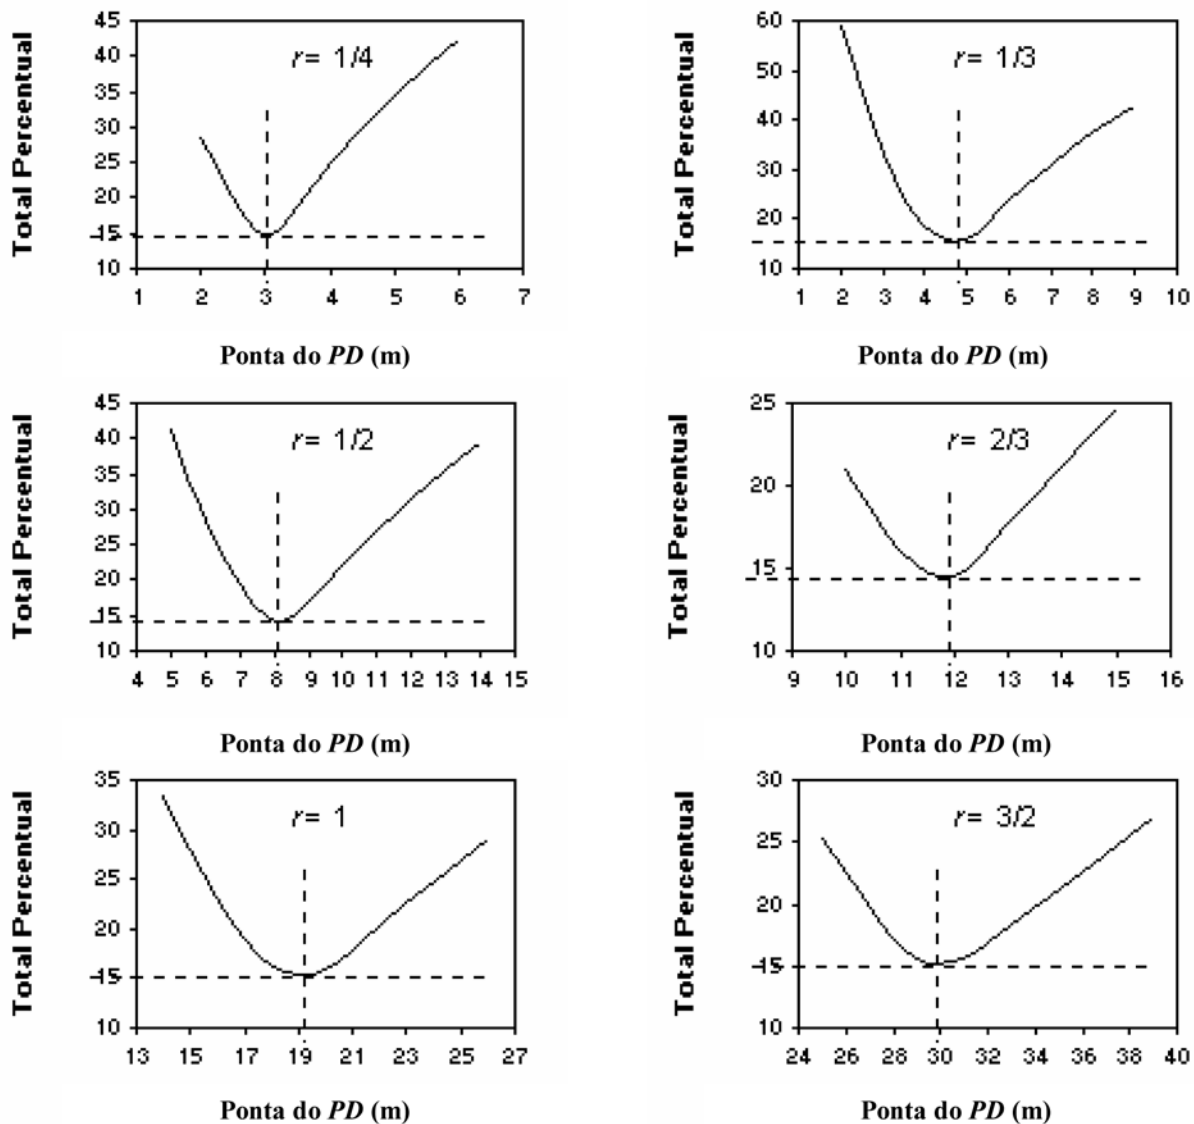 Total Percentual
45
40
35
30
25
20
15
10
r= 1/4
1 2 3 4 5 6 7
Ponta do PD (m)
Total Percentual
60
50
40
30
20
10
r= 1/3
1 2 3 4 5 6 7 8 9 10
Ponta do PD (m)
Total Percentual
45
40
35
30
25
20
15
10
r= 1/2
4 5 6 7 8 9 10 11 12 13 14 15
Ponta do PD (m)
Total Percentual
25
20
15
10
r= 2/3
9 10 11 12 13 14 15 16
Ponta do PD (m)
Total Percentual
35
30
25
20
15
10
r= 1
13 15 17 19 21 23 25 27
Ponta do PD (m)
Total Percentual
30
25
20
15
10
r= 3/2
24 26 28 30 32 34 36 38 40
Ponta do PD (m)